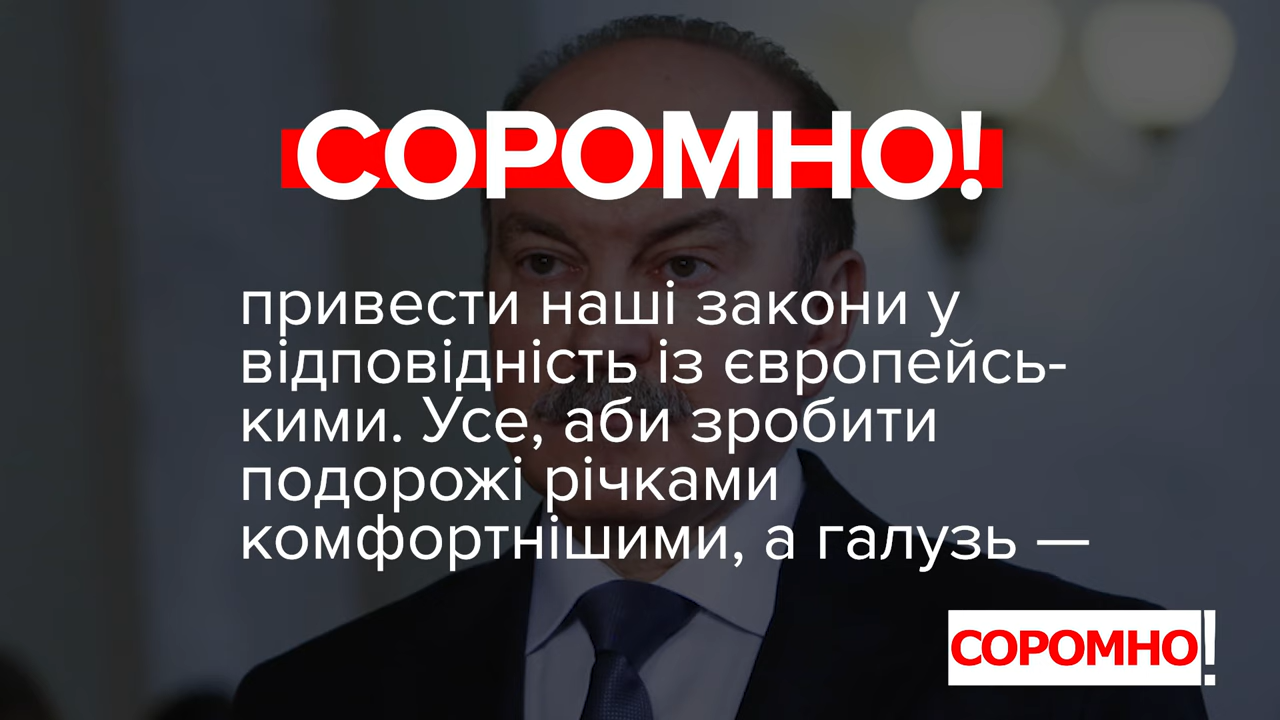 СОРОМНО!
привести наші закони у
відповідність із європейсь-
кими. Усе, аби зробити
подорожі річками
комфортнішими, а галузь —
СОРОМНО!